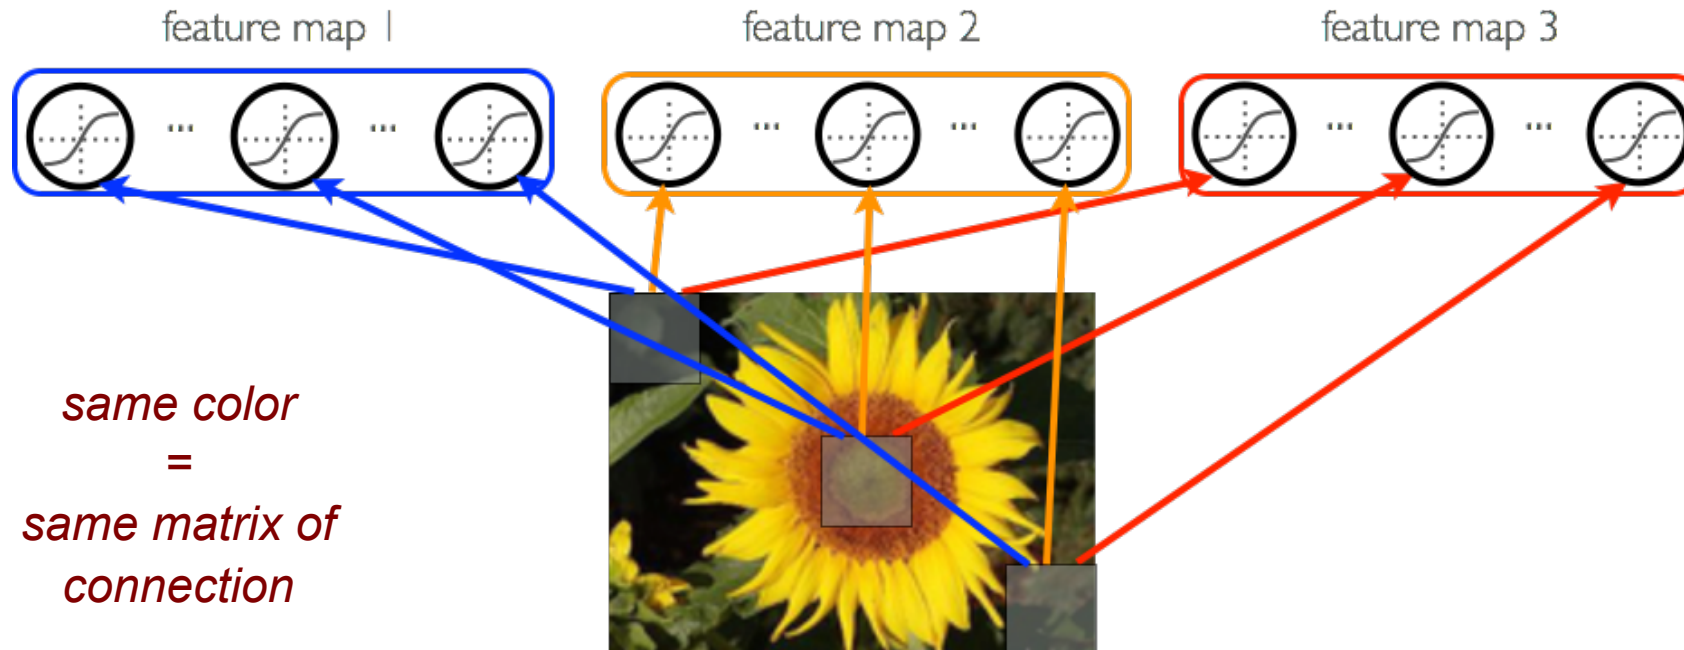 feature map 1
feature map 2
feature map 3
... ...
... ...
... ...
same color
=
same matrix of
connection